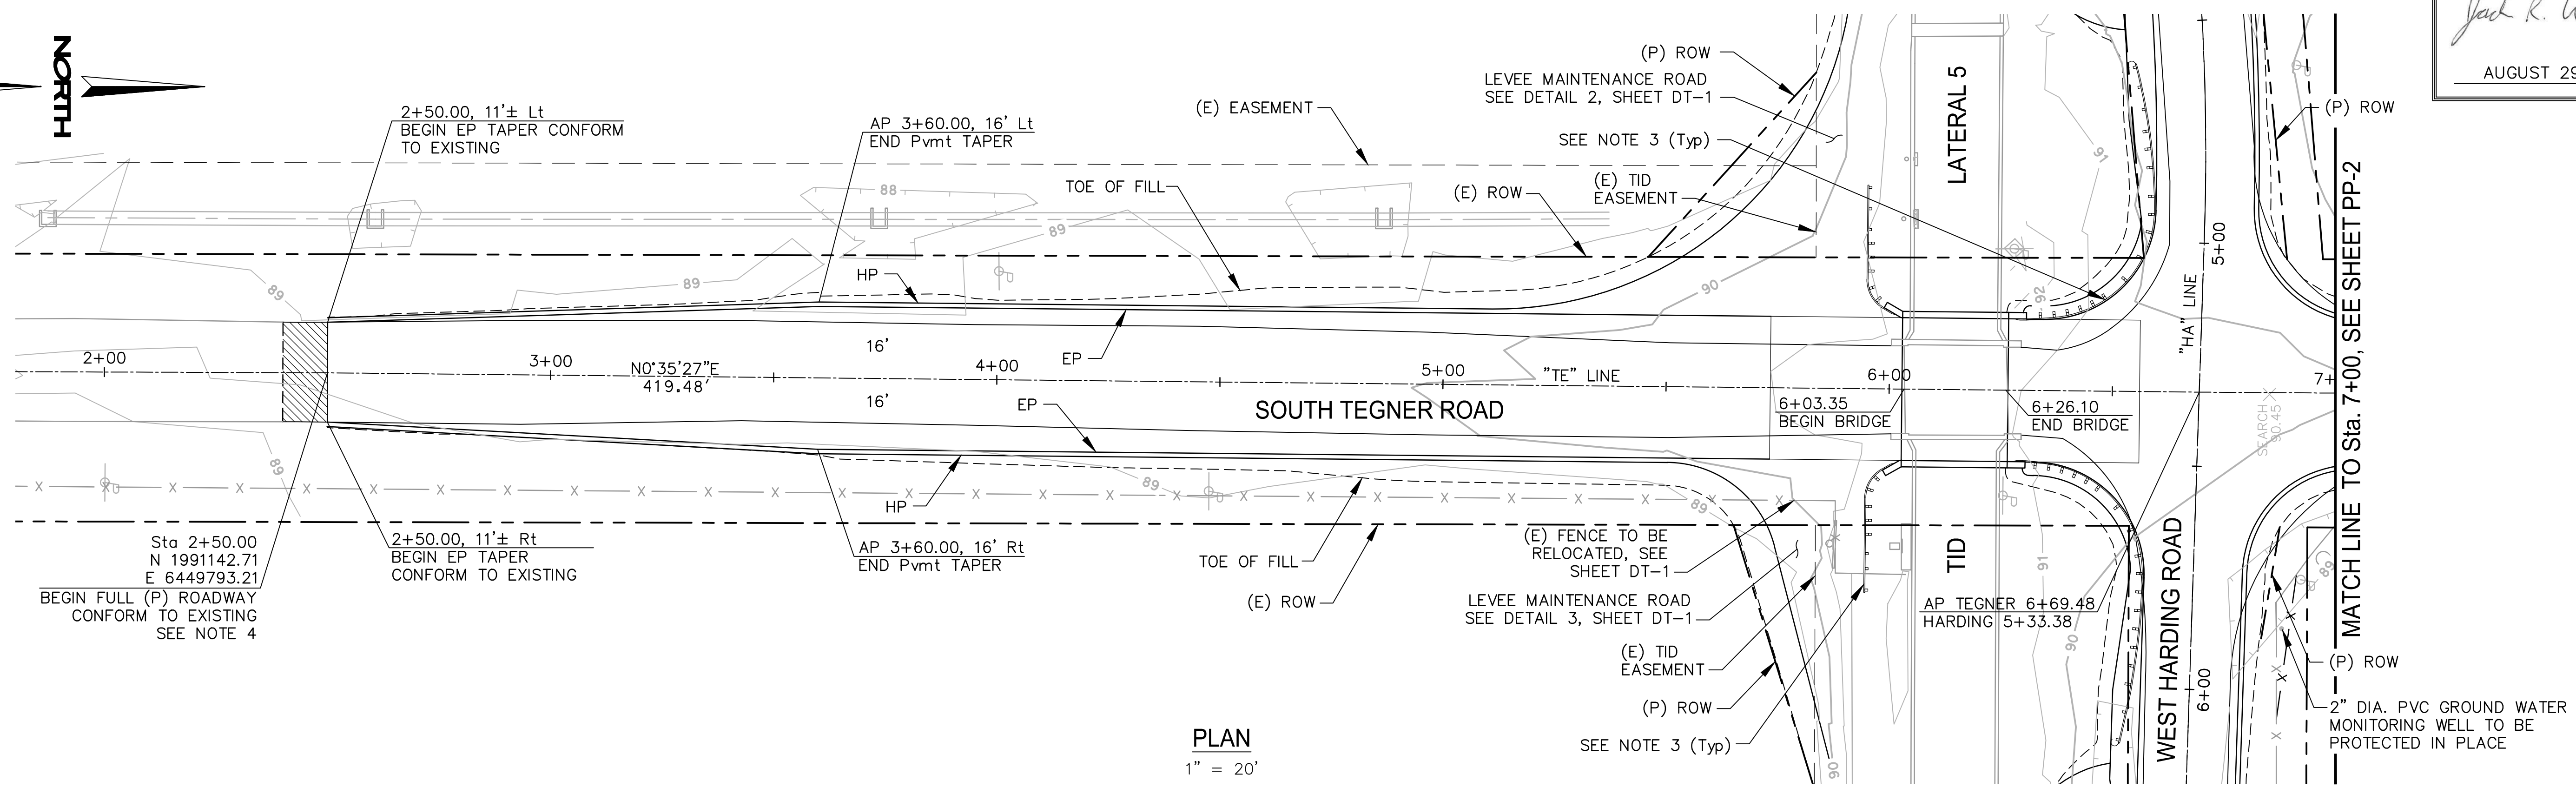 NORTH
2+50.00, 11'± Lt
BEGIN EP TAPER CONFORM
TO EXISTING
AP 3+60.00, 16' Lt
END Pvmt TAPER
(E) EASEMENT
TOE OF FILL
(E) ROW
(P) ROW
LEVEE MAINTENANCE ROAD
SEE DETAIL 2, SHEET DT-1
SEE NOTE 3 (Typ)
(E) TID
EASEMENT
LATERAL 5
(P) ROW
AUGUST 29
88
89
89
89
90
91
92
HP
EP
16'
2+00
3+00
N0°35'27"E
419.48'
4+00
5+00
"TE" LINE
6+00
7+
16'
EP
SOUTH TEGNER ROAD
6+03.35
BEGIN BRIDGE
6+26.10
END BRIDGE
"HA" LINE
5+00
SEARCH
90.45
MATCH LINE TO Sta. 7+00, SEE SHEET PP-2
89
89
89
HP
Sta 2+50.00
N 1991142.71
E 6449793.21
BEGIN FULL (P) ROADWAY
CONFORM TO EXISTING
SEE NOTE 4
2+50.00, 11'± Rt
BEGIN EP TAPER
CONFORM TO EXISTING
AP 3+60.00, 16' Rt
END Pvmt TAPER
TOE OF FILL
(E) ROW
(E) FENCE TO BE
RELOCATED, SEE
SHEET DT-1
LEVEE MAINTENANCE ROAD
SEE DETAIL 3, SHEET DT-1
(E) TID
EASEMENT
(P) ROW
SEE NOTE 3 (Typ)
TID
91
90
90
89
AP TEGNER 6+69.48
HARDING 5+33.38
WEST HARDING ROAD
6+00
(P) ROW
2" DIA. PVC GROUND WATER
MONITORING WELL TO BE
PROTECTED IN PLACE
PLAN
1" = 20'